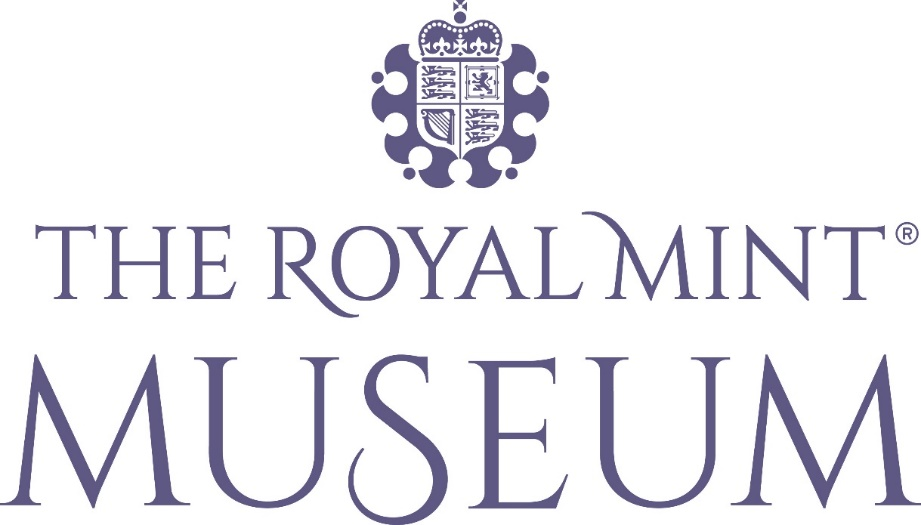 THE ROYAL MINT®
MUSEUM